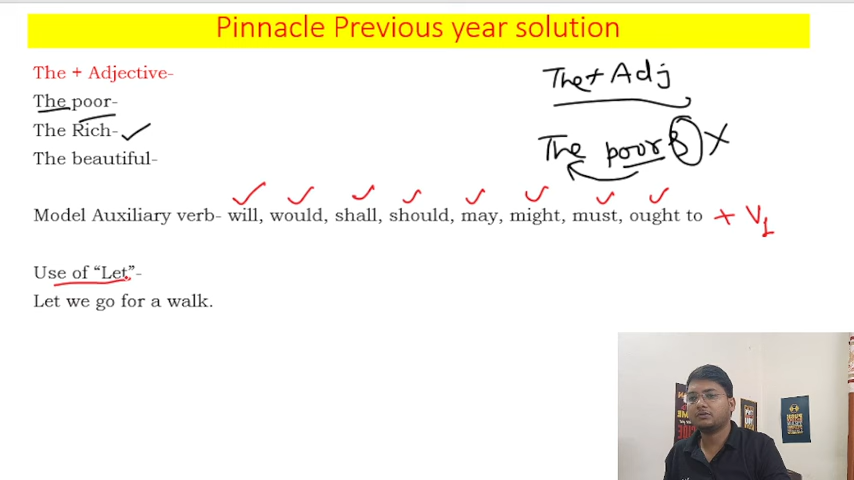 Pinnacle Previous year solution
The + Adjective-
The + Adj
The poor-
The Rich-
The poor s
The beautiful-
Model Auxiliary verb- will, would, shall, should, may, might, must, ought to + V1
Use of “Let”-
Let we go for a walk.